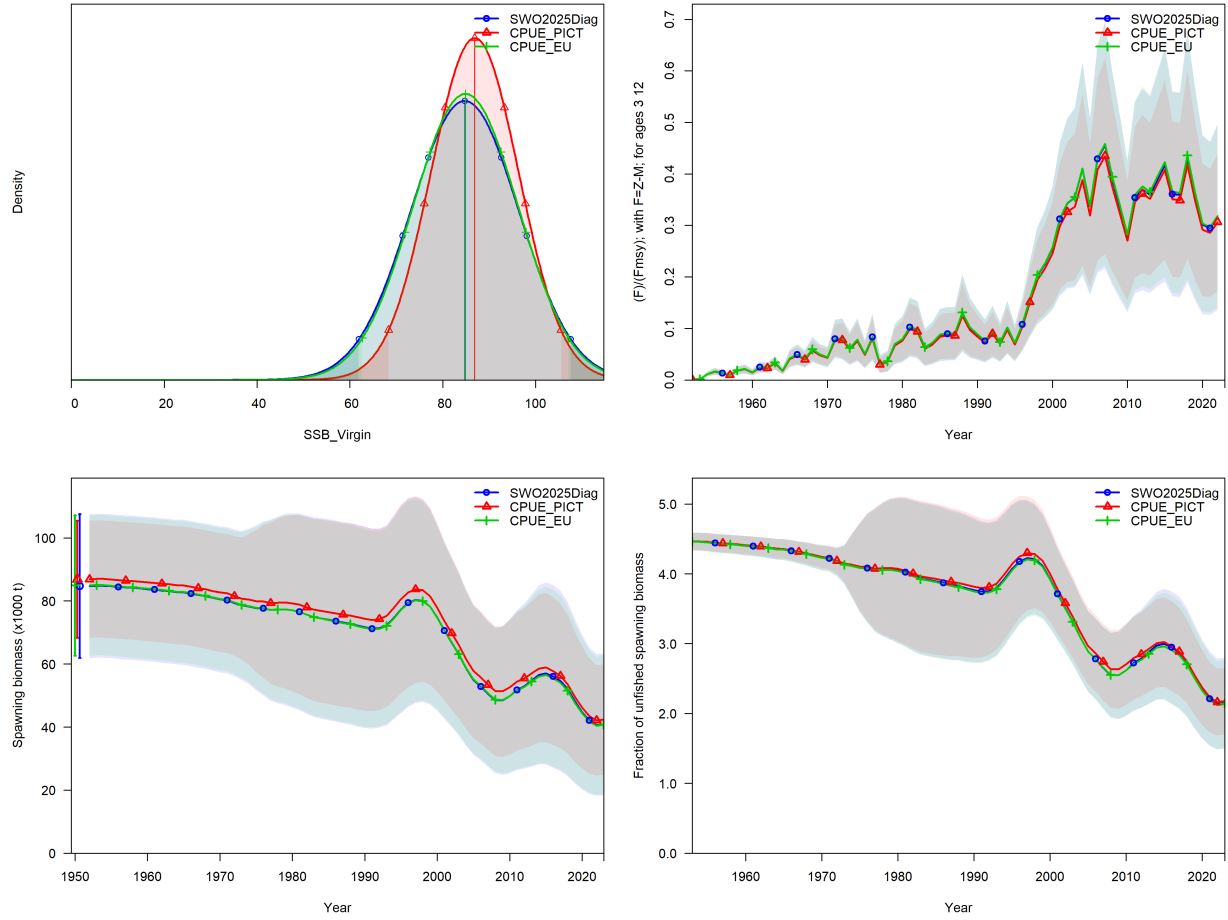 SWO2025Diag
CPUE_PICT
CPUE_EU
Density
0 20 40 60 80 100
SSB_Virgin
SWO2025Diag
CPUE_PICT
CPUE_EU
(F)/(Fmsy); with F=Z-M; for ages 3 12
0.7
0.6
0.5
0.4
0.3
0.2
0.1
0.0
1960 1970 1980 1990 2000 2010 2020
Year
SWO2025Diag
CPUE_PICT
CPUE_EU
Spawning biomass (x1000 t)
100
80
60
40
20
0
1950 1960 1970 1980 1990 2000 2010 2020
Year
SWO2025Diag
CPUE_PICT
CPUE_EU
Fraction of unfished spawning biomass
5.0
4.0
3.0
2.0
1.0
0.0
1960 1970 1980 1990 2000 2010 2020
Year